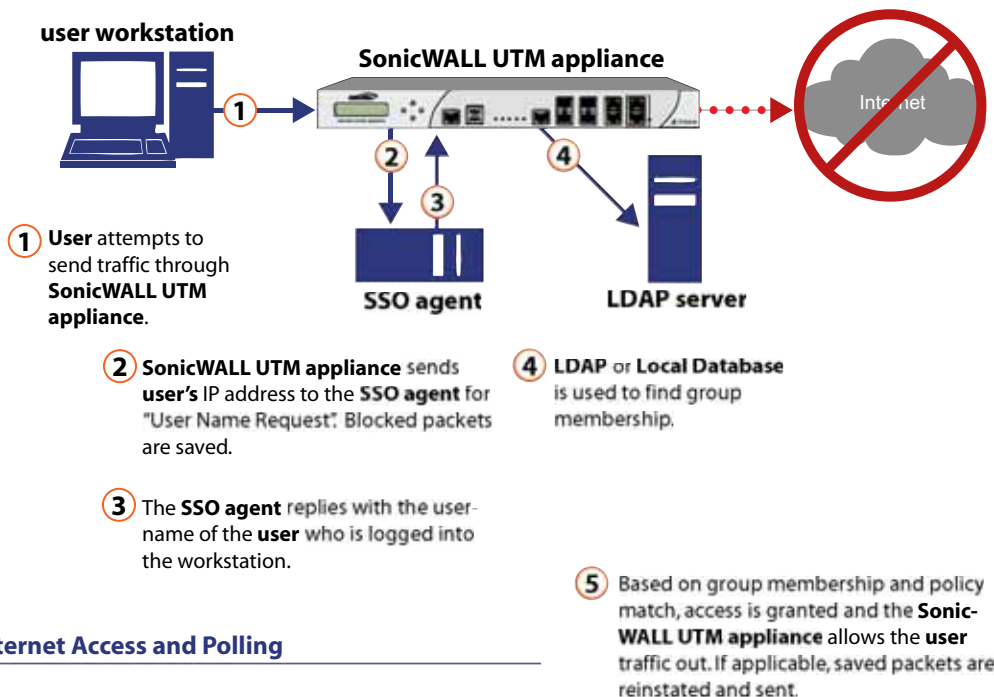 user workstation
SonicWALL UTM appliance
Internet
1
2
3
4
SSO agent
LDAP server
1 User attempts to
send traffic through
SonicWALL UTM
appliance.
2 SonicWALL UTM appliance sends
user's IP address to the SSO agent for
"User Name Request". Blocked packets
are saved.
3 The SSO agent replies with the user-
name of the user who is logged into
the workstation.
4 LDAP or Local Database
is used to find group
membership.
5 Based on group membership and policy
match, access is granted and the Sonic-
WALL UTM appliance allows the user
traffic out. If applicable, saved packets are
reinstated and sent.
ternet Access and Polling